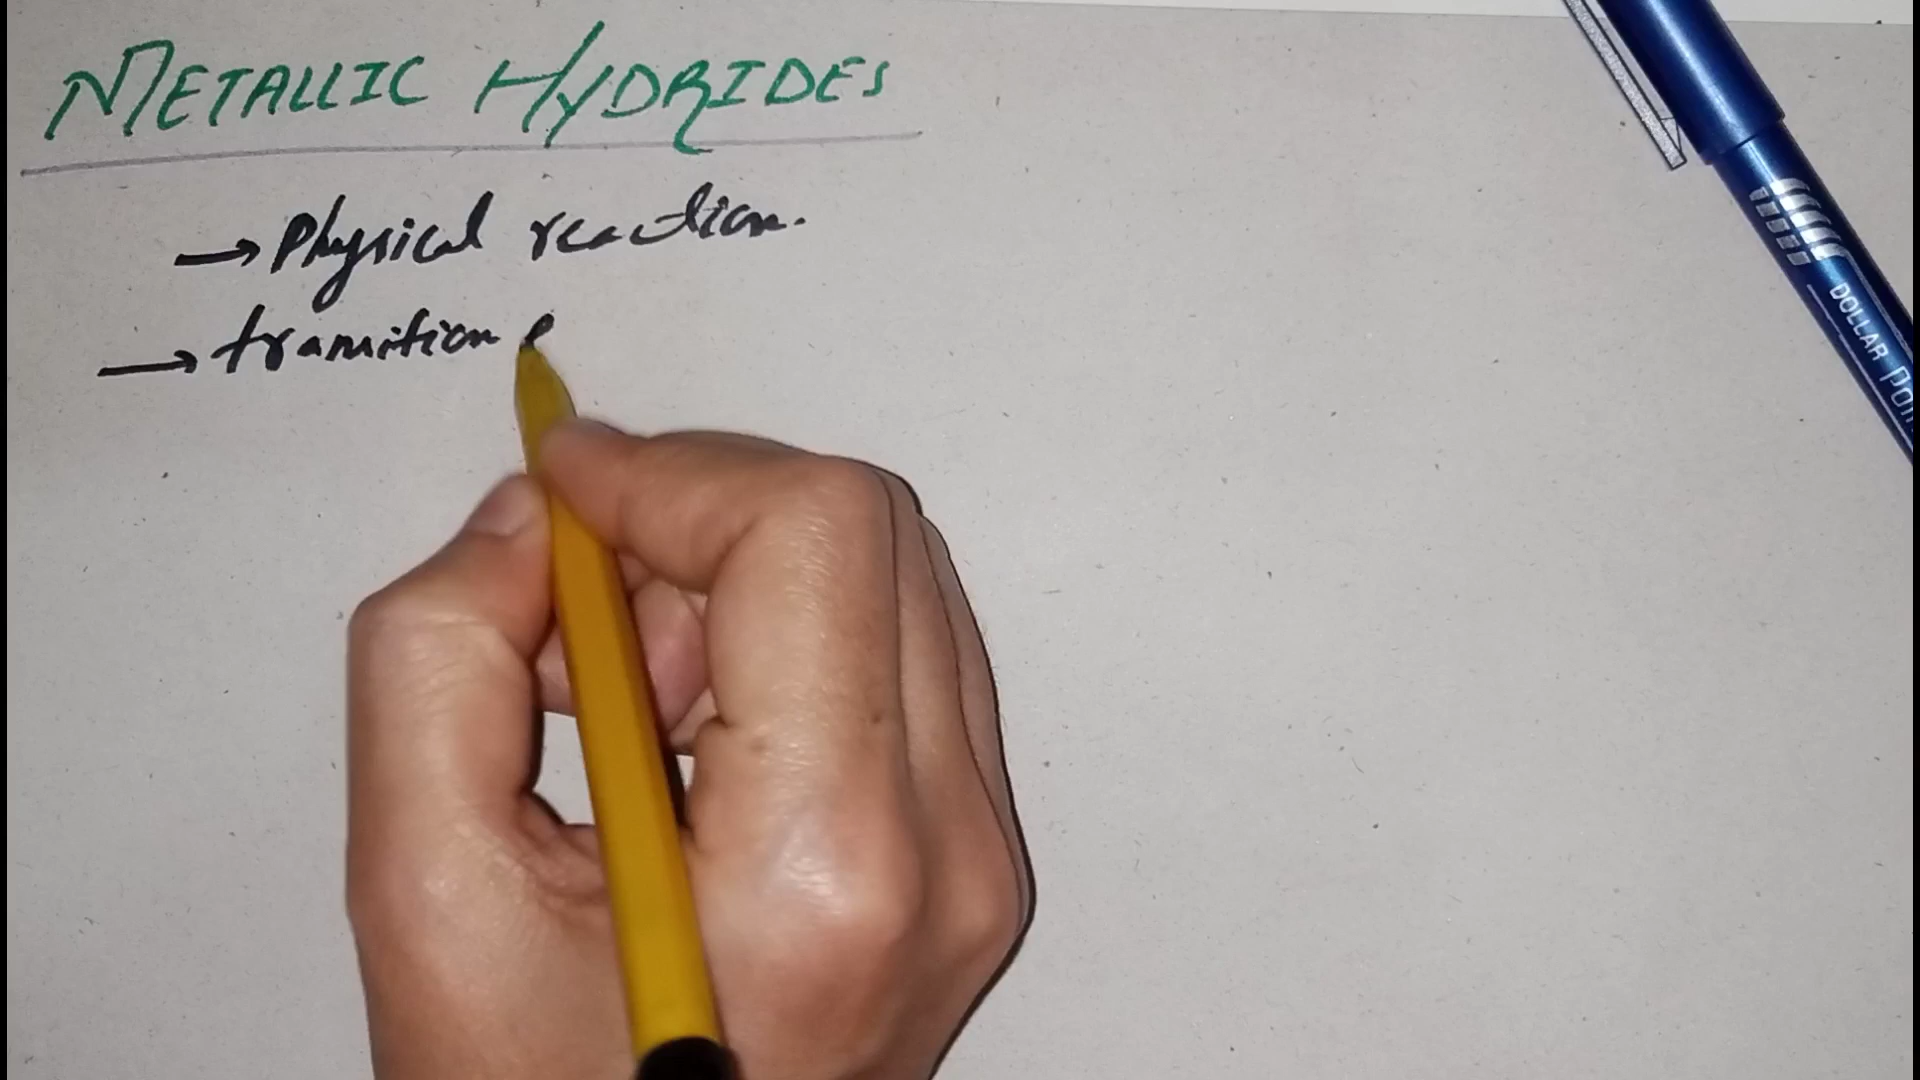 METALLIC HYDRIDES
→ Physical reaction.
→ transition e
DOLLAR